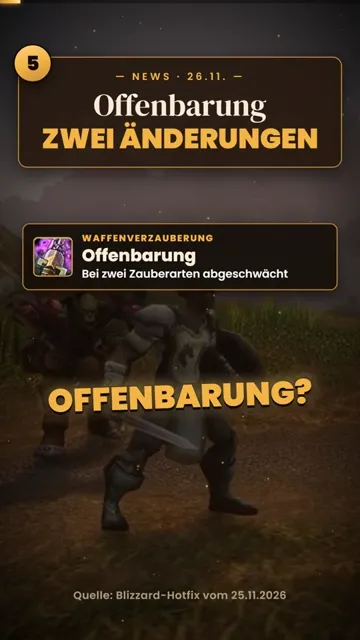 5
— NEWS · 26.11. —
Offenbarung
ZWEI ÄNDERUNGEN
WAFFENVERZAUBERUNG
Offenbarung
Bei zwei Zauberarten abgeschwächt
OFFENBARUNG?
Quelle: Blizzard-Hotfix vom 25.11.2026